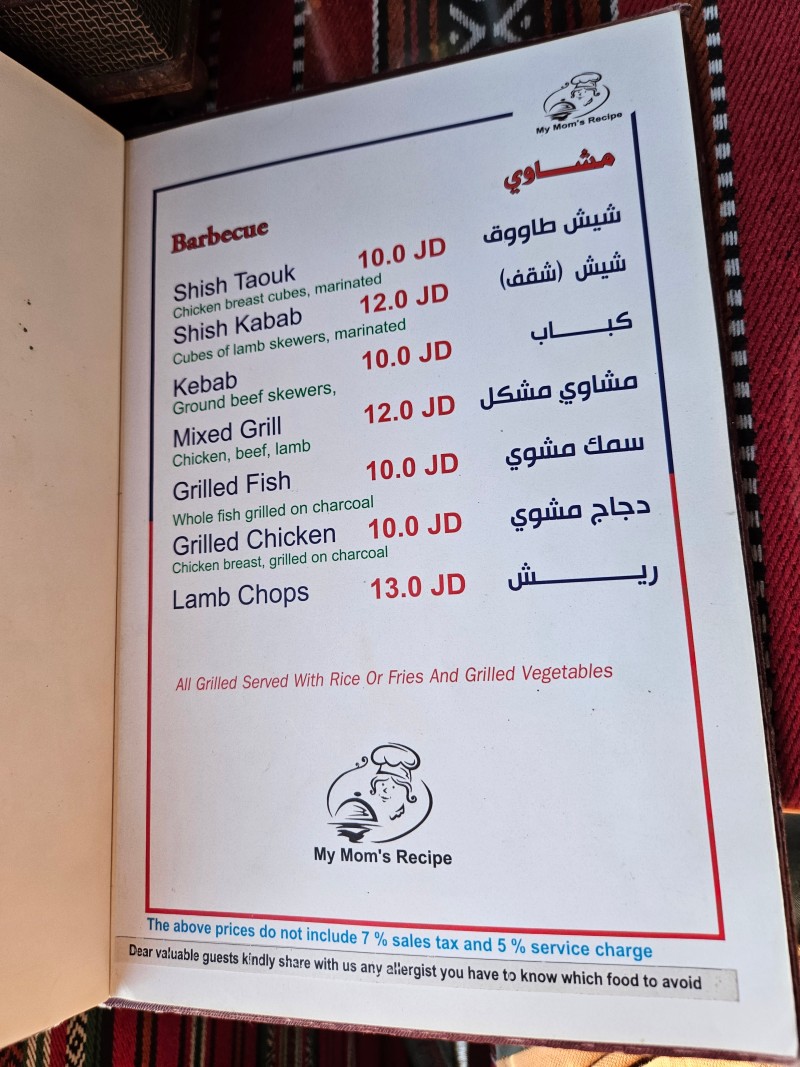 My Mom's Recipe
مشاوي
Barbecue
Shish Taouk 10.0 JD شيش طاووق
Chicken breast cubes, marinated
Shish Kabab 12.0 JD شيش (شقف)
Cubes of lamb skewers, marinated
Kebab 10.0 JD كباب
Ground beef skewers,
Mixed Grill 12.0 JD مشاوي مشكل
Chicken, beef, lamb
Grilled Fish 10.0 JD سمك مشوي
Whole fish grilled on charcoal
Grilled Chicken 10.0 JD دجاج مشوي
Chicken breast, grilled on charcoal
Lamb Chops 13.0 JD ريش
All Grilled Served With Rice Or Fries And Grilled Vegetables
My Mom's Recipe
The above prices do not include 7 % sales tax and 5 % service charge
Dear valuable guests kindly share with us any allergist you have to know which food to avoid